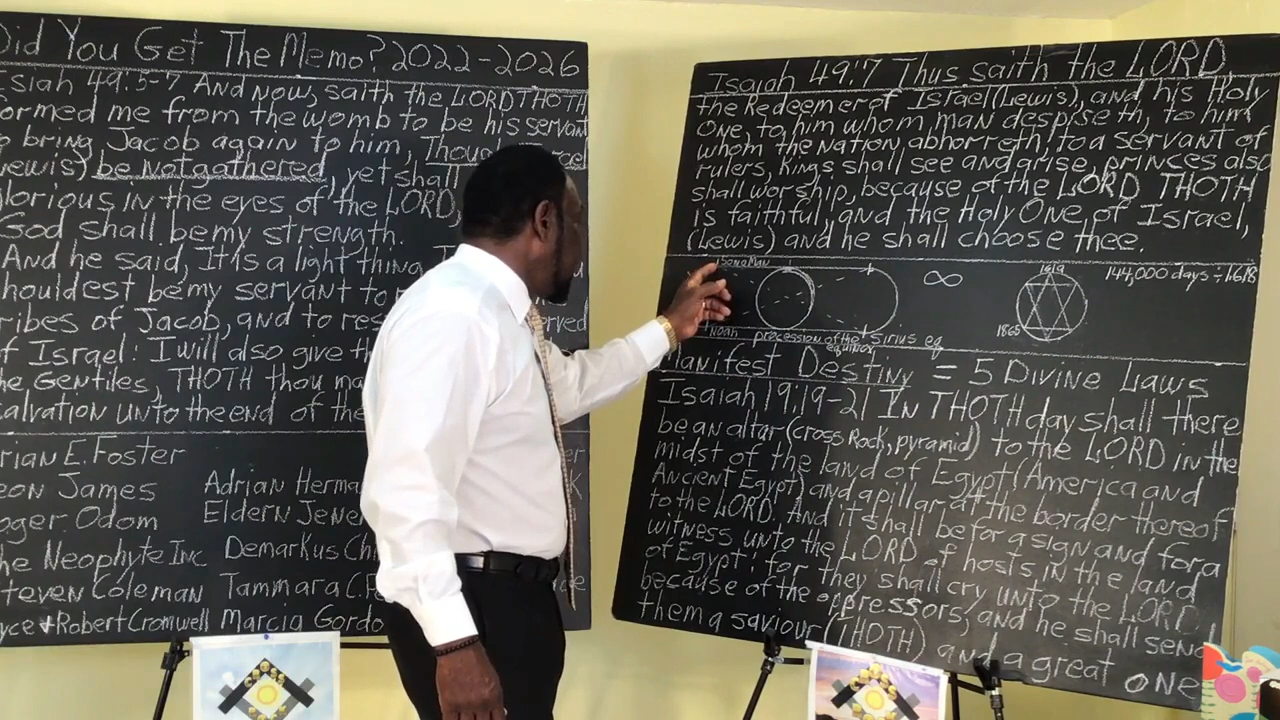 Did You Get The Memo? 2022-2026
Isiah 49:5-7 And now, saith the LORD THOTH
formed me from the womb to be his servant
to bring Jacob again to him, Though Israel
(Lewis) be not gathered, yet shall
glorious in the eyes of the LORD,
God shall be my strength.
And he said, It is a light thing
shouldest be my servant to
tribes of Jacob, and to res served
of Israel: I will also give
the Gentiles, THOTH thou
salvation unto the end of the
Brian E. Foster
Leon James Adrian Herma
Roger Odom Eldern Jene
The Neophyte Inc Demarkus Ch
Steven Coleman Tammara C.
Joyce + Robert Cromwell Marcia Gordo
Isaiah 49:7 Thus saith the LORD
the Redeemer of Israel (Lewis), and his Holy
One, to him whom man despiseth, to him
whom the nation abhorreth, to a servant of
rulers, Kings shall see and arise, princes also
shall worship, because of the LORD THOTH
is faithful, and the Holy One of Israel,
(Lewis) and he shall choose thee.
Sono Man
∞
1619
144,000 days ÷ 1.618
1865
Noah precession of the Sirius eq
equinox
Manifest Destiny = 5 Divine Laws
Isaiah 19:19-21 In THOTH day shall there
be an altar (cross Rock, pyramid) to the LORD in the
midst of the land of Egypt (America and
Ancient Egypt) and a pillar at the border thereof
to the LORD. And it shall be for a sign and for a
witness unto the LORD of hosts in the land
of Egypt: for they shall cry unto the LORD
because of the oppressors, and he shall send
them a saviour (THOTH) and a great one